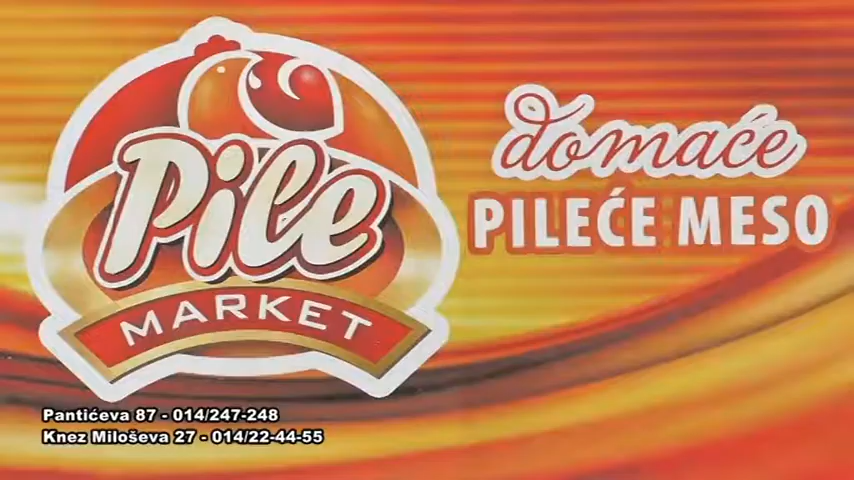 Pile
MARKET
domaće
PILEĆE MESO
Pantićeva 87 - 014/247-248
Knez Miloševa 27 - 014/22-44-55